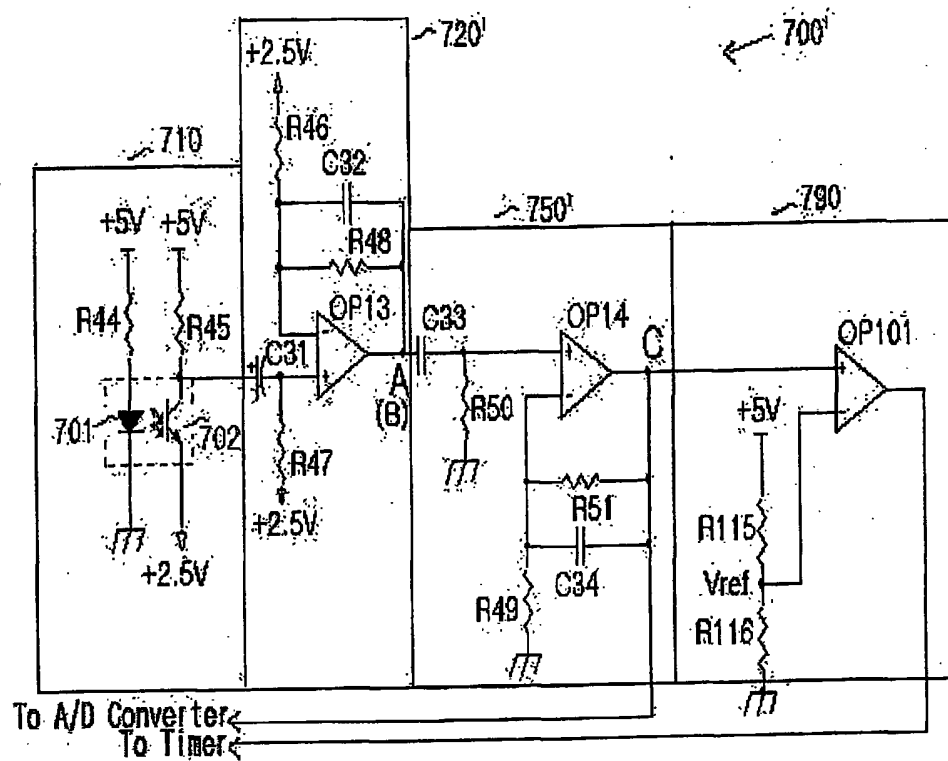 720'
700'
+2.5V
R46
710
C32
750'
790
+5V +5V
R48
R44
R45
OP13
C33
OP14
C
OP101
C31
A
(B)
R50
+5V
701
702
R47
+2.5V
R51
R115
+2.5V
C34
Vref
R49
R116
To A/D Converter
To Timer